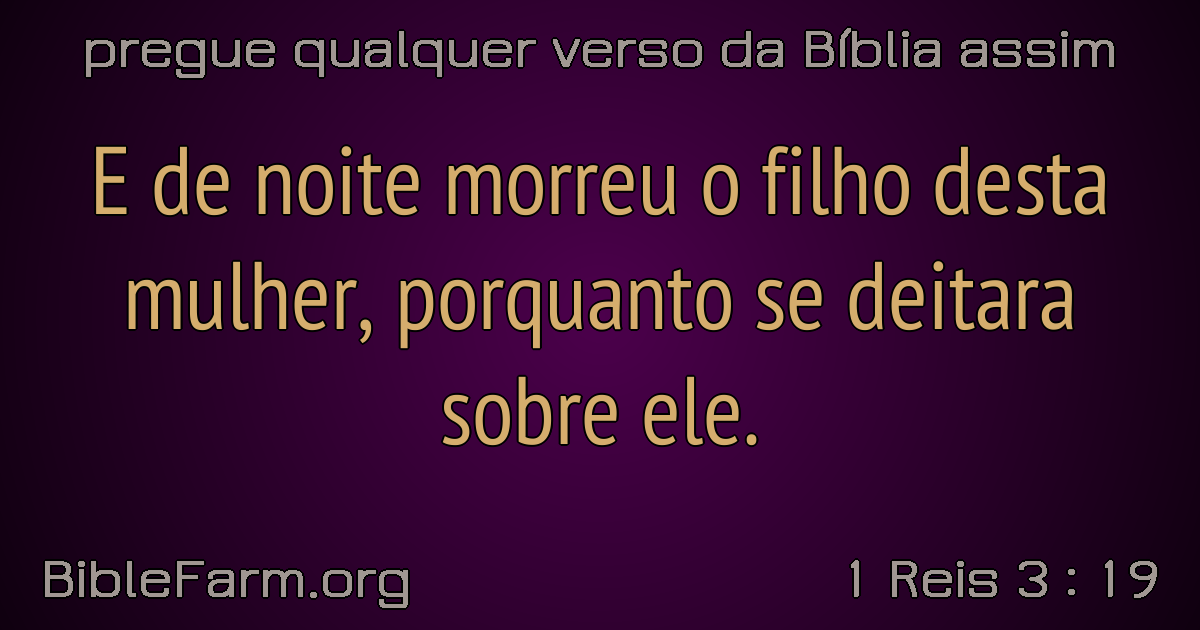 pregue qualquer verso da Bíblia assim
E de noite morreu o filho desta
mulher, porquanto se deitara
sobre ele.
BibleFarm.org
1 Reis 3 : 19